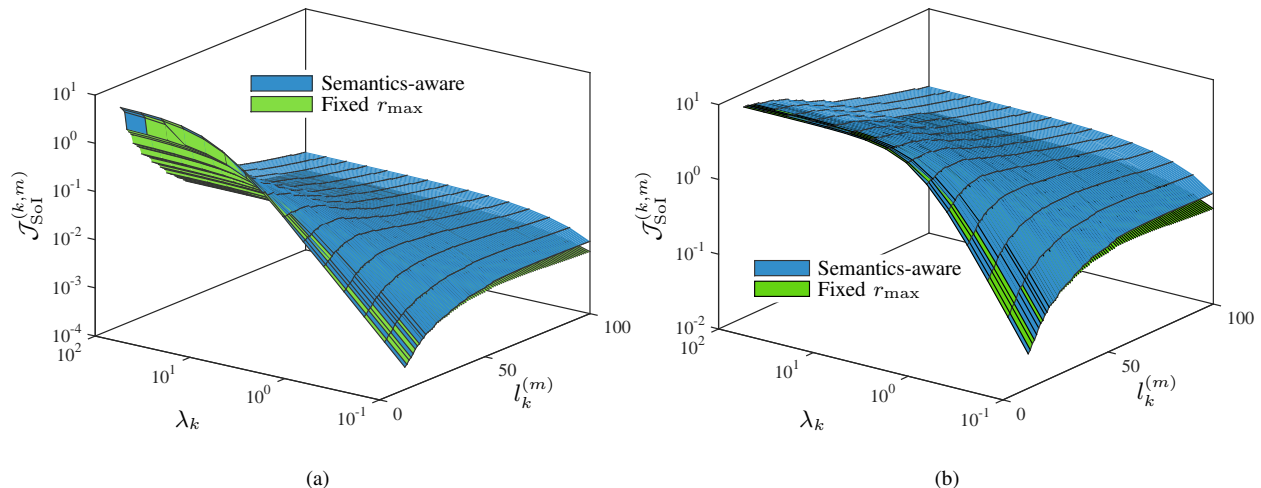 Semantics-aware
Fixed r_max
10^1
10^0
10^-1
10^-2
10^-3
10^-4
𝒥_SoI^(k,m)
10^2
10^1
10^0
10^-1
λ_k
0
50
100
l_k^(m)
(a)
Semantics-aware
Fixed r_max
10^1
10^0
10^-1
10^-2
𝒥_SoI^(k,m)
10^2
10^1
10^0
10^-1
λ_k
0
50
100
l_k^(m)
(b)